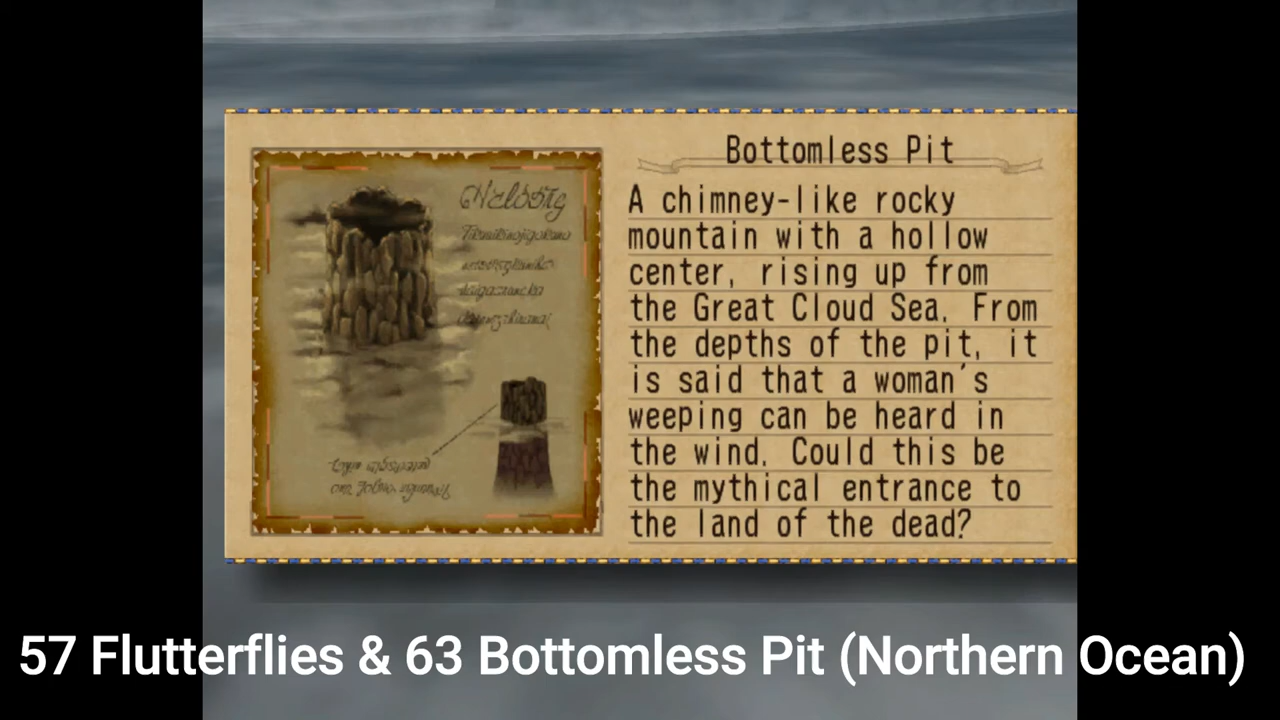 Bottomless Pit
A chimney-like rocky
mountain with a hollow
center, rising up from
the Great Cloud Sea. From
the depths of the pit, it
is said that a woman's
weeping can be heard in
the wind. Could this be
the mythical entrance to
the land of the dead?
57 Flutterflies & 63 Bottomless Pit (Northern Ocean)